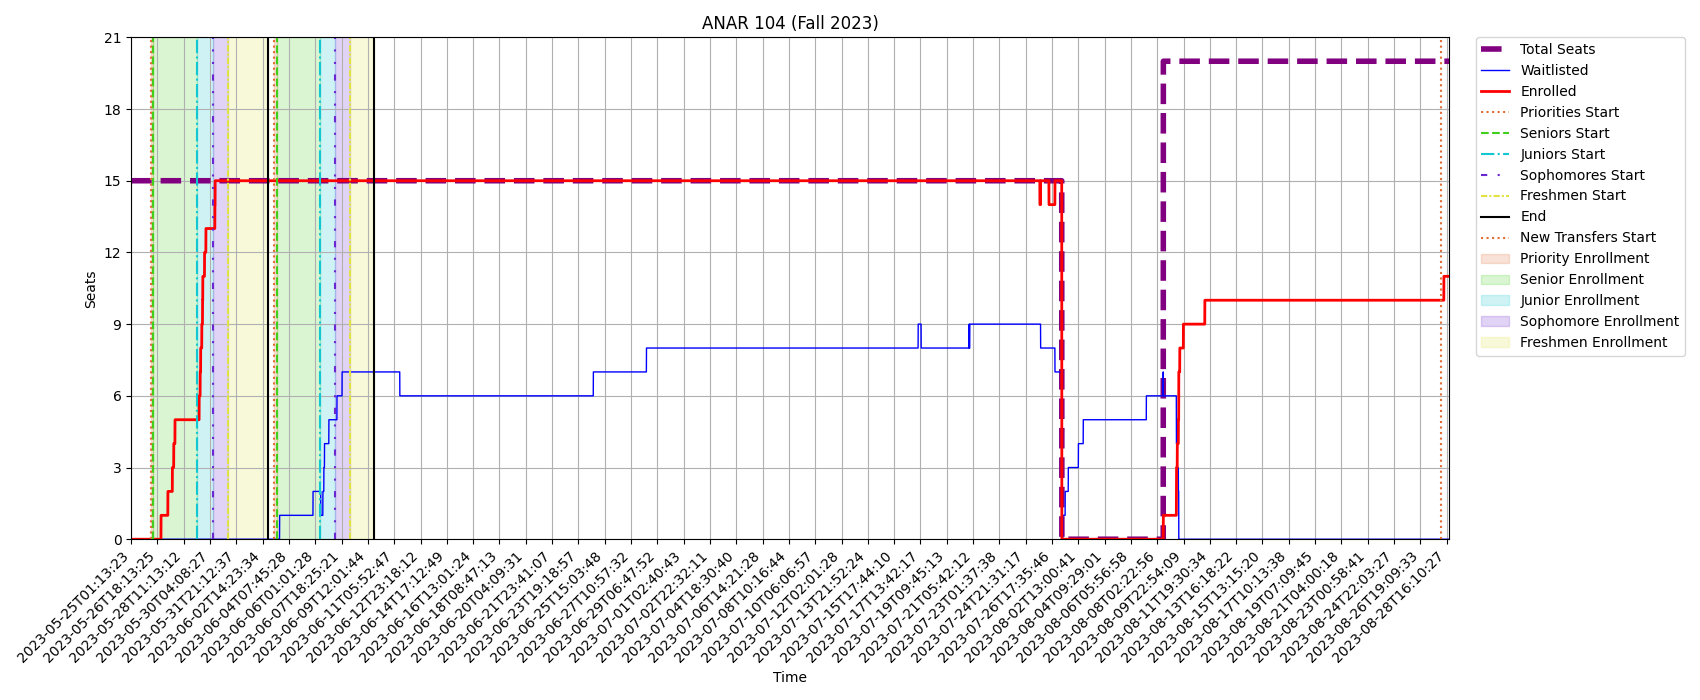 ANAR 104 (Fall 2023)
21
18
15
12
9
6
3
0
Seats
2023-05-25T01:13:23
2023-05-26T18:13:25
2023-05-28T11:13:12
2023-05-30T04:08:27
2023-05-31T21:12:37
2023-06-02T14:23:34
2023-06-04T07:45:28
2023-06-06T01:01:28
2023-06-07T18:25:21
2023-06-09T12:01:44
2023-06-11T05:52:47
2023-06-12T23:18:12
2023-06-14T17:12:49
2023-06-16T13:01:24
2023-06-18T08:47:13
2023-06-20T04:09:31
2023-06-21T23:41:07
2023-06-23T19:18:57
2023-06-25T15:03:48
2023-06-27T10:57:32
2023-06-29T06:47:52
2023-07-01T02:40:43
2023-07-02T22:32:11
2023-07-04T18:30:40
2023-07-06T14:21:28
2023-07-08T10:16:44
2023-07-10T06:06:57
2023-07-12T02:01:28
2023-07-13T21:52:24
2023-07-15T17:44:10
2023-07-17T13:42:17
2023-07-19T09:45:13
2023-07-21T05:42:12
2023-07-23T01:37:38
2023-07-24T21:31:17
2023-07-26T17:35:46
2023-08-02T13:00:41
2023-08-04T09:29:01
2023-08-06T05:56:58
2023-08-08T02:22:56
2023-08-09T22:54:09
2023-08-11T19:30:34
2023-08-13T16:18:22
2023-08-15T13:15:20
2023-08-17T10:13:38
2023-08-19T07:09:45
2023-08-21T04:00:18
2023-08-23T00:58:41
2023-08-24T22:03:27
2023-08-26T19:09:33
2023-08-28T16:10:27
Time
Total Seats
Waitlisted
Enrolled
Priorities Start
Seniors Start
Juniors Start
Sophomores Start
Freshmen Start
End
New Transfers Start
Priority Enrollment
Senior Enrollment
Junior Enrollment
Sophomore Enrollment
Freshmen Enrollment